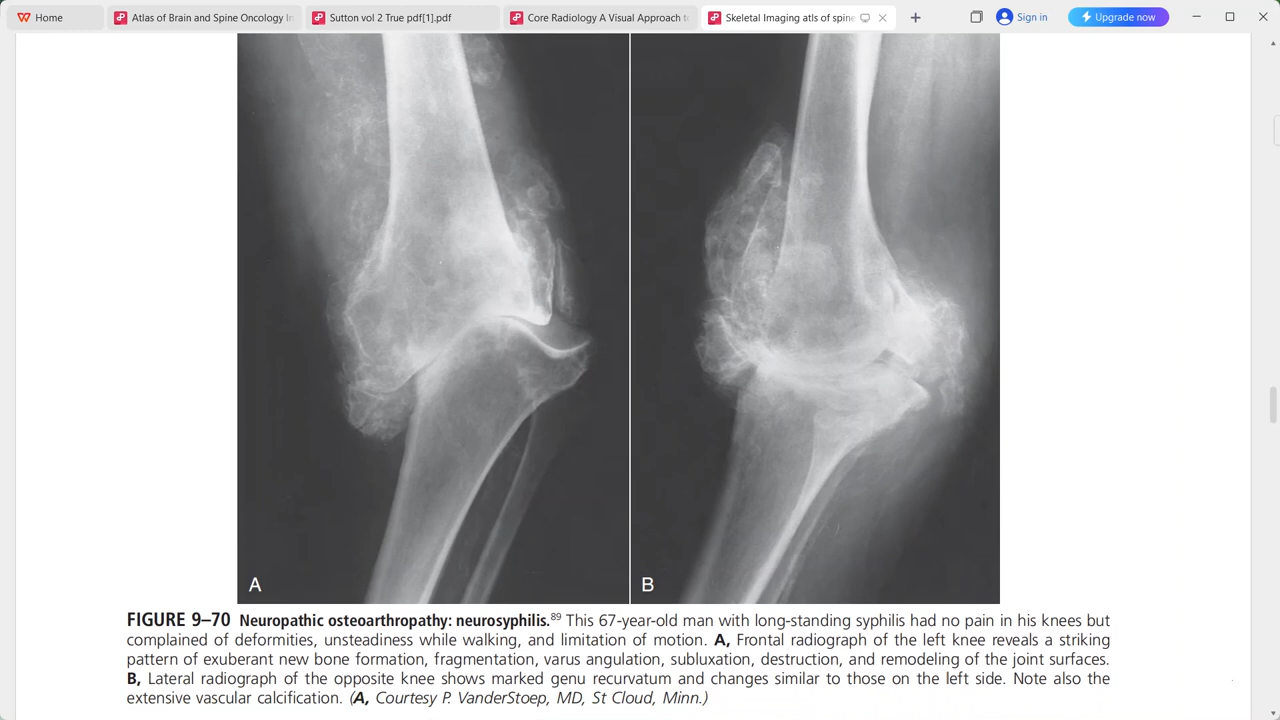 Home
Atlas of Brain and Spine Oncology In
Sutton vol 2 True pdf[1].pdf
Core Radiology A Visual Approach to
Skeletal Imaging atls of spine
Sign in
Upgrade now
A
B
FIGURE 9–70 Neuropathic osteoarthropathy: neurosyphilis.89 This 67-year-old man with long-standing syphilis had no pain in his knees but
complained of deformities, unsteadiness while walking, and limitation of motion. A, Frontal radiograph of the left knee reveals a striking
pattern of exuberant new bone formation, fragmentation, varus angulation, subluxation, destruction, and remodeling of the joint surfaces.
B, Lateral radiograph of the opposite knee shows marked genu recurvatum and changes similar to those on the left side. Note also the
extensive vascular calcification. (A, Courtesy P. VanderStoep, MD, St Cloud, Minn.)